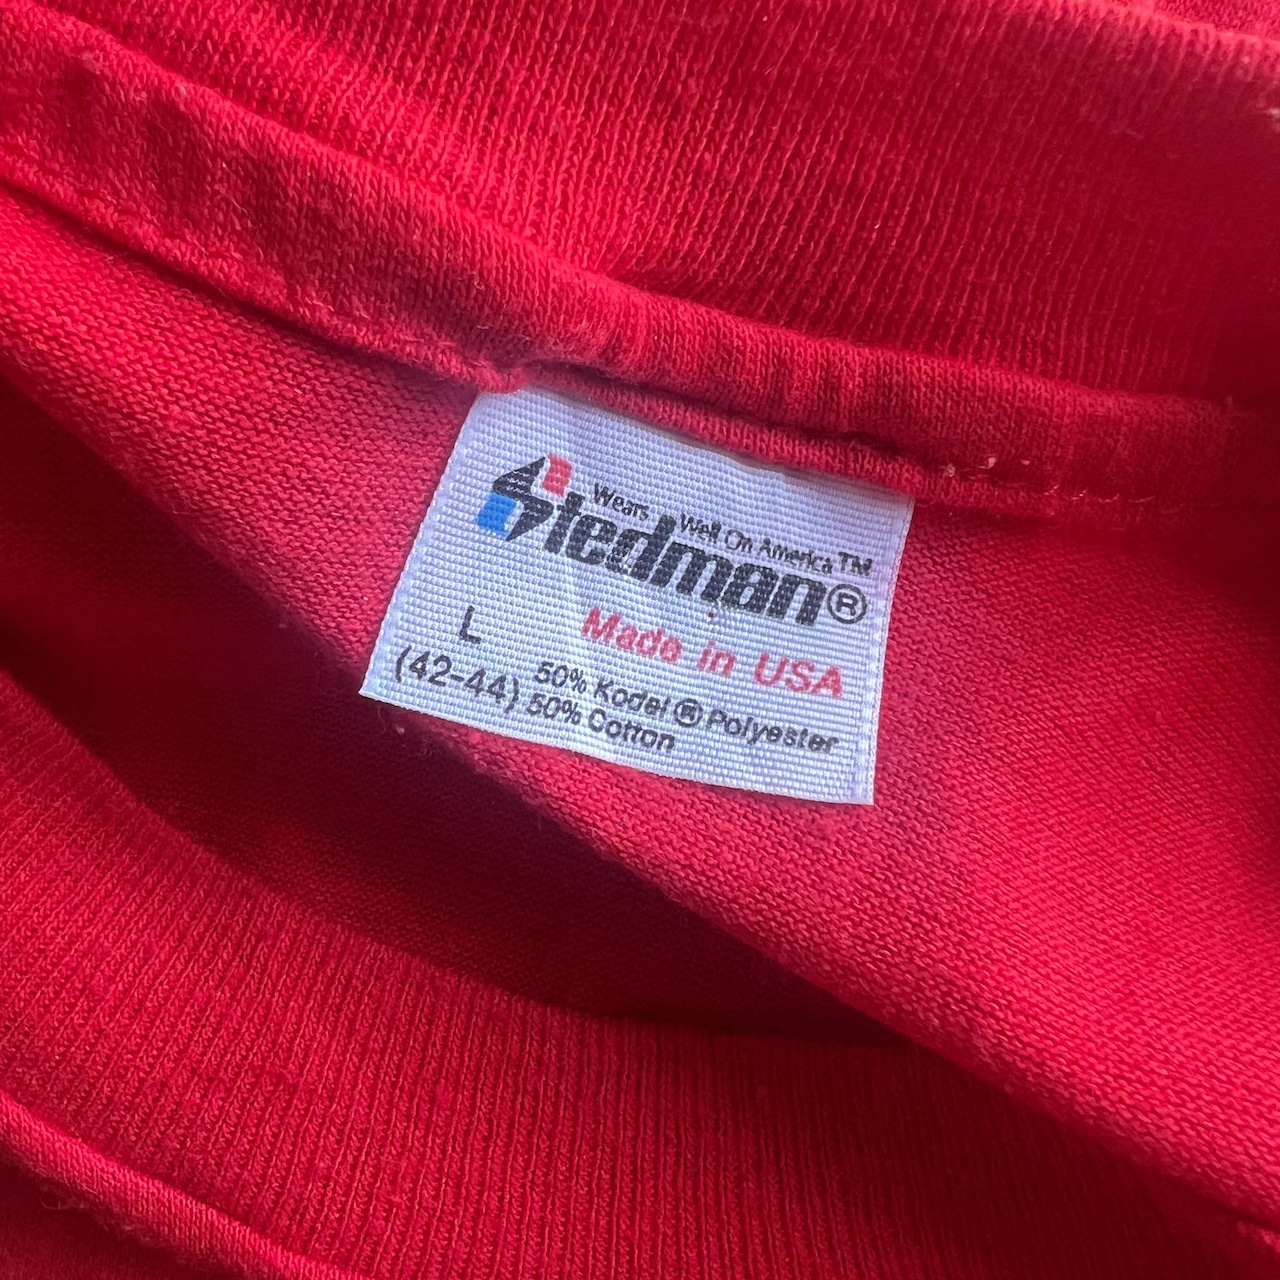 Wears Well On America™
Stedman®
L Made in USA
(42-44) 50% Kodel® Polyester
50% Cotton